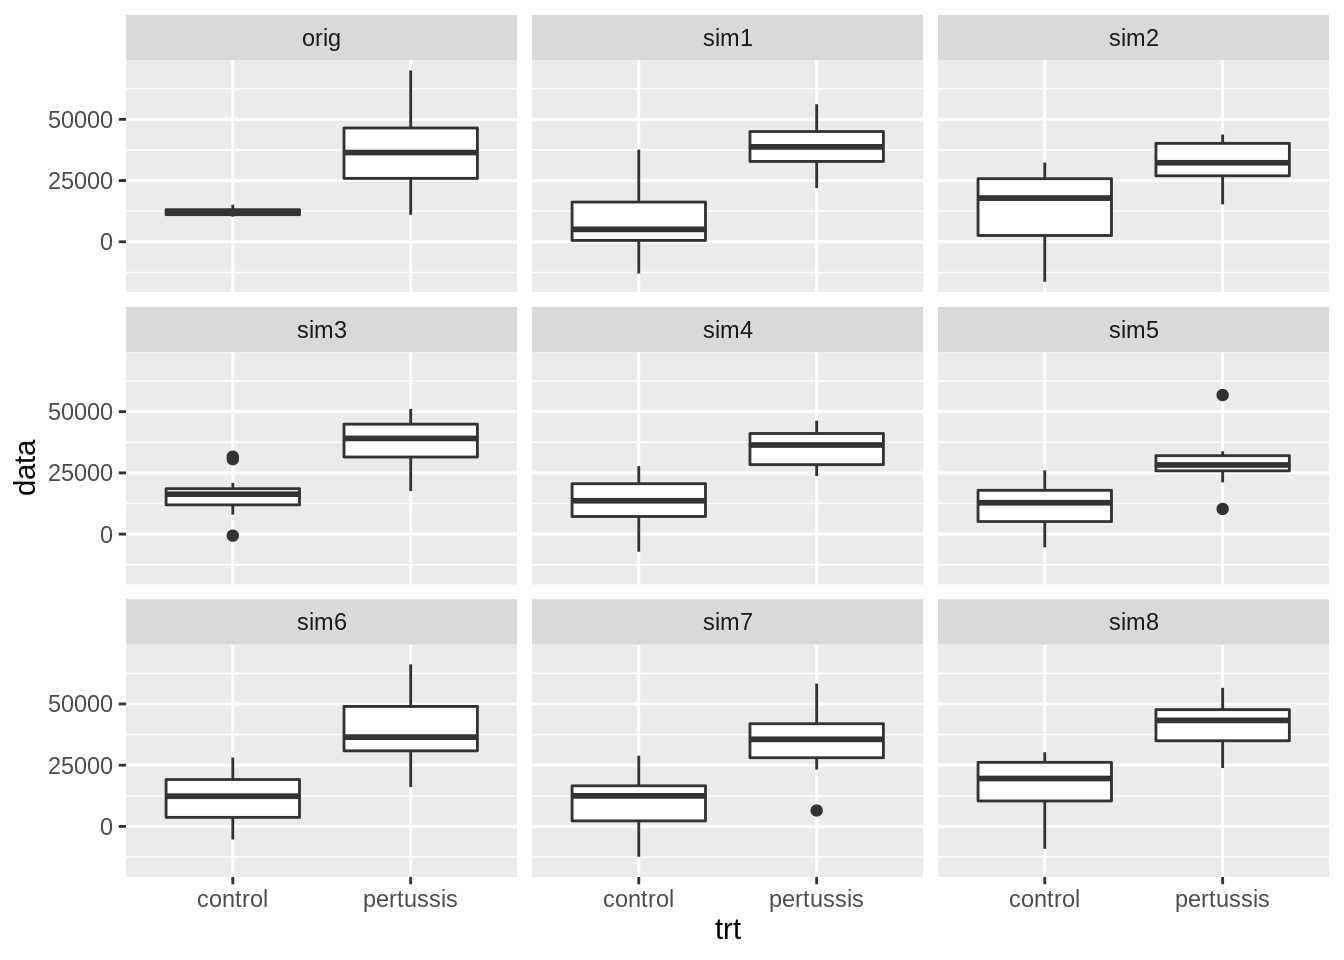 orig
sim1
sim2
50000
25000
0
sim3
sim4
sim5
50000
25000
0
data
sim6
sim7
sim8
50000
25000
0
control
pertussis
control
pertussis
control
pertussis
trt